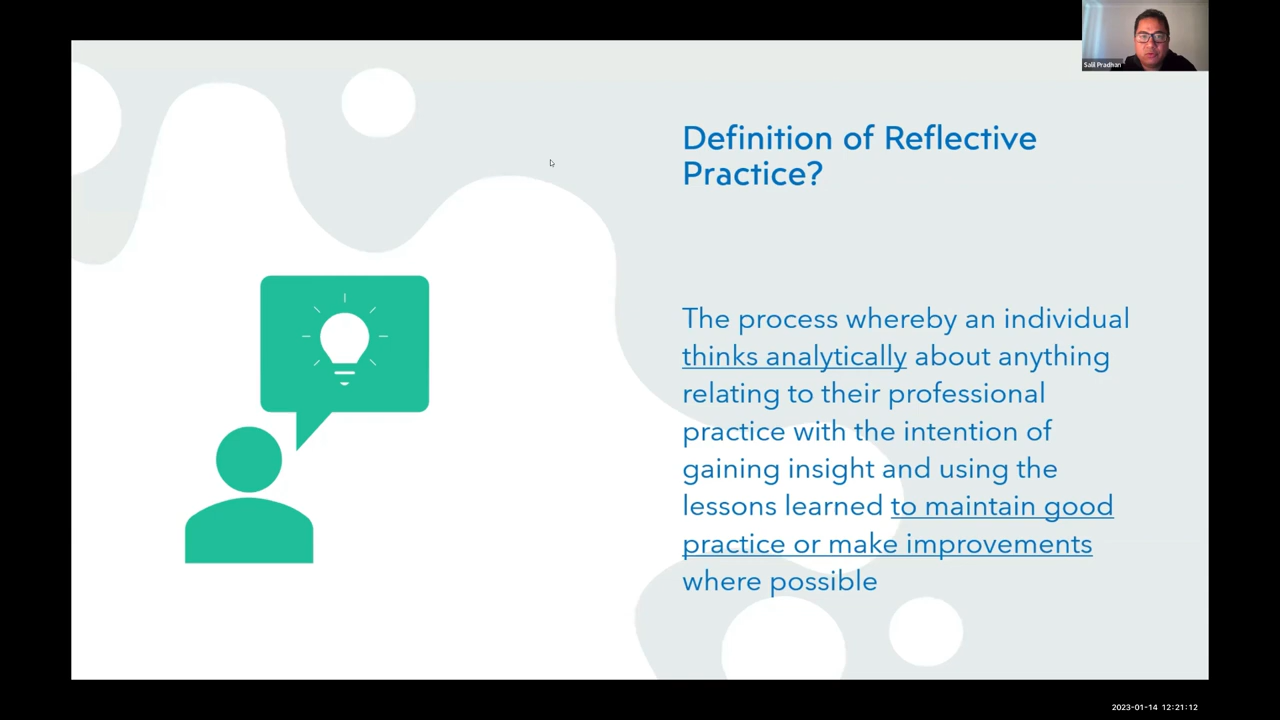 Salil Pradhan
Definition of Reflective
Practice?
The process whereby an individual
thinks analytically about anything
relating to their professional
practice with the intention of
gaining insight and using the
lessons learned to maintain good
practice or make improvements
where possible
2023-01-14 12:21:12